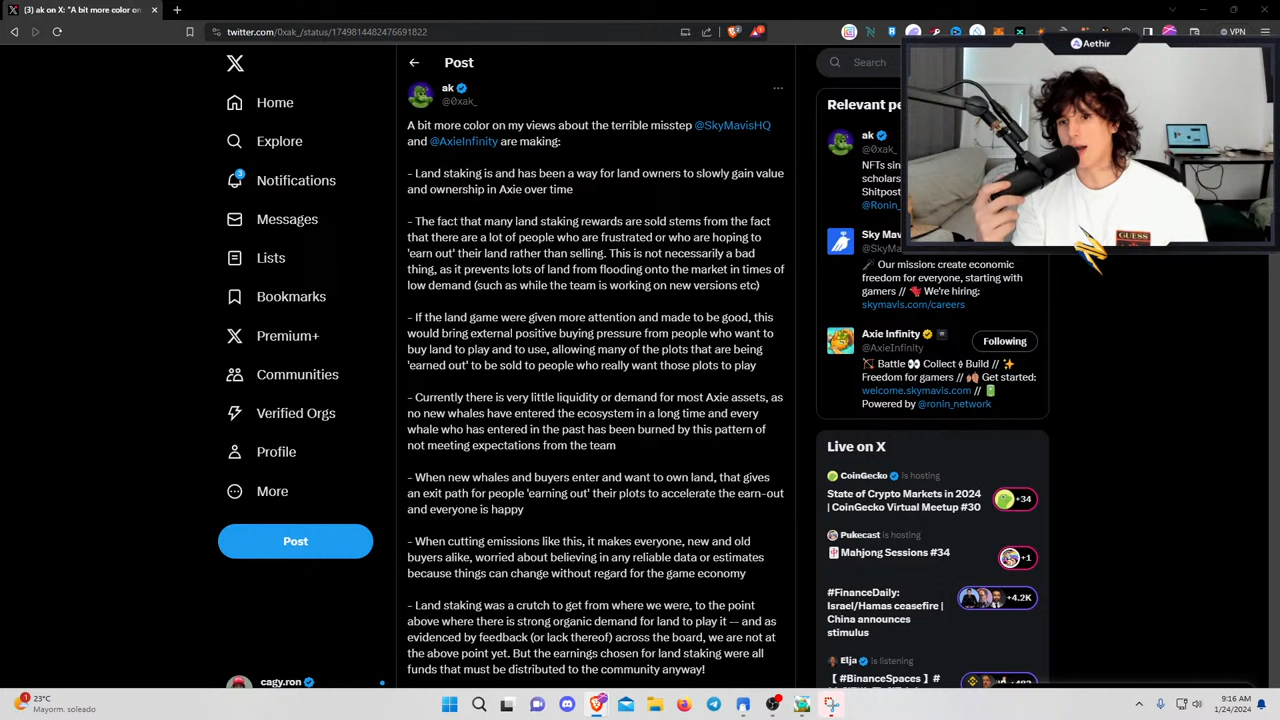 (3) ak on X: "A bit more color on
twitter.com/0xak_/status/1749814482476691822
VPN
Aethir
Home
Explore
3
Notifications
Messages
Lists
Bookmarks
Premium+
Communities
Verified Orgs
Profile
More
Post
cagy.ron
Post
ak
@0xak_
A bit more color on my views about the terrible misstep @SkyMavisHQ
and @AxieInfinity are making:
- Land staking is and has been a way for land owners to slowly gain value
and ownership in Axie over time
- The fact that many land staking rewards are sold stems from the fact
that there are a lot of people who are frustrated or who are hoping to
'earn out' their land rather than selling. This is not necessarily a bad
thing, as it prevents lots of land from flooding onto the market in times of
low demand (such as while the team is working on new versions etc)
- If the land game were given more attention and made to be good, this
would bring external positive buying pressure from people who want to
buy land to play and to use, allowing many of the plots that are being
'earned out' to be sold to people who really want those plots to play
- Currently there is very little liquidity or demand for most Axie assets, as
no new whales have entered the ecosystem in a long time and every
whale who has entered in the past has been burned by this pattern of
not meeting expectations from the team
- When new whales and buyers enter and want to own land, that gives
an exit path for people 'earning out' their plots to accelerate the earn-out
and everyone is happy
- When cutting emissions like this, it makes everyone, new and old
buyers alike, worried about believing in any reliable data or estimates
because things can change without regard for the game economy
- Land staking was a crutch to get from where we were, to the point
above where there is strong organic demand for land to play it -- and as
evidenced by feedback (or lack thereof) across the board, we are not at
the above point yet. But the earnings chosen for land staking were all
funds that must be distributed to the community anyway!
Search
Relevant pe
ak
@0xak_
NFTs sin
scholars
Shitpost
@Ronin_
GUESS
Sky Mav
@SkyMa
Our mission: create economic
freedom for everyone, starting with
gamers // We're hiring:
skymavis.com/careers
Axie Infinity
Following
@AxieInfinity
Battle Collect Build //
Freedom for gamers // Get started:
welcome.skymavis.com
Powered by @ronin_network
Live on X
CoinGecko is hosting
State of Crypto Markets in 2024
| CoinGecko Virtual Meetup #30
+34
Pukecast is hosting
Mahjong Sessions #34
+1
#FinanceDaily:
Israel/Hamas ceasefire |
China announces
stimulus
+4.2K
Elja is listening
【 #BinanceSpaces 】#
1
23°C
Mayorm. soleado
9:16 AM
1/24/2024